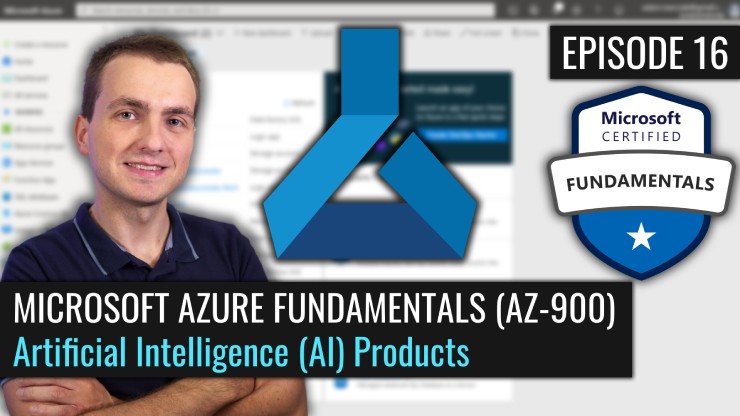 EPISODE 16
Microsoft
CERTIFIED
FUNDAMENTALS
MICROSOFT AZURE FUNDAMENTALS (AZ-900)
Artificial Intelligence (AI) Products